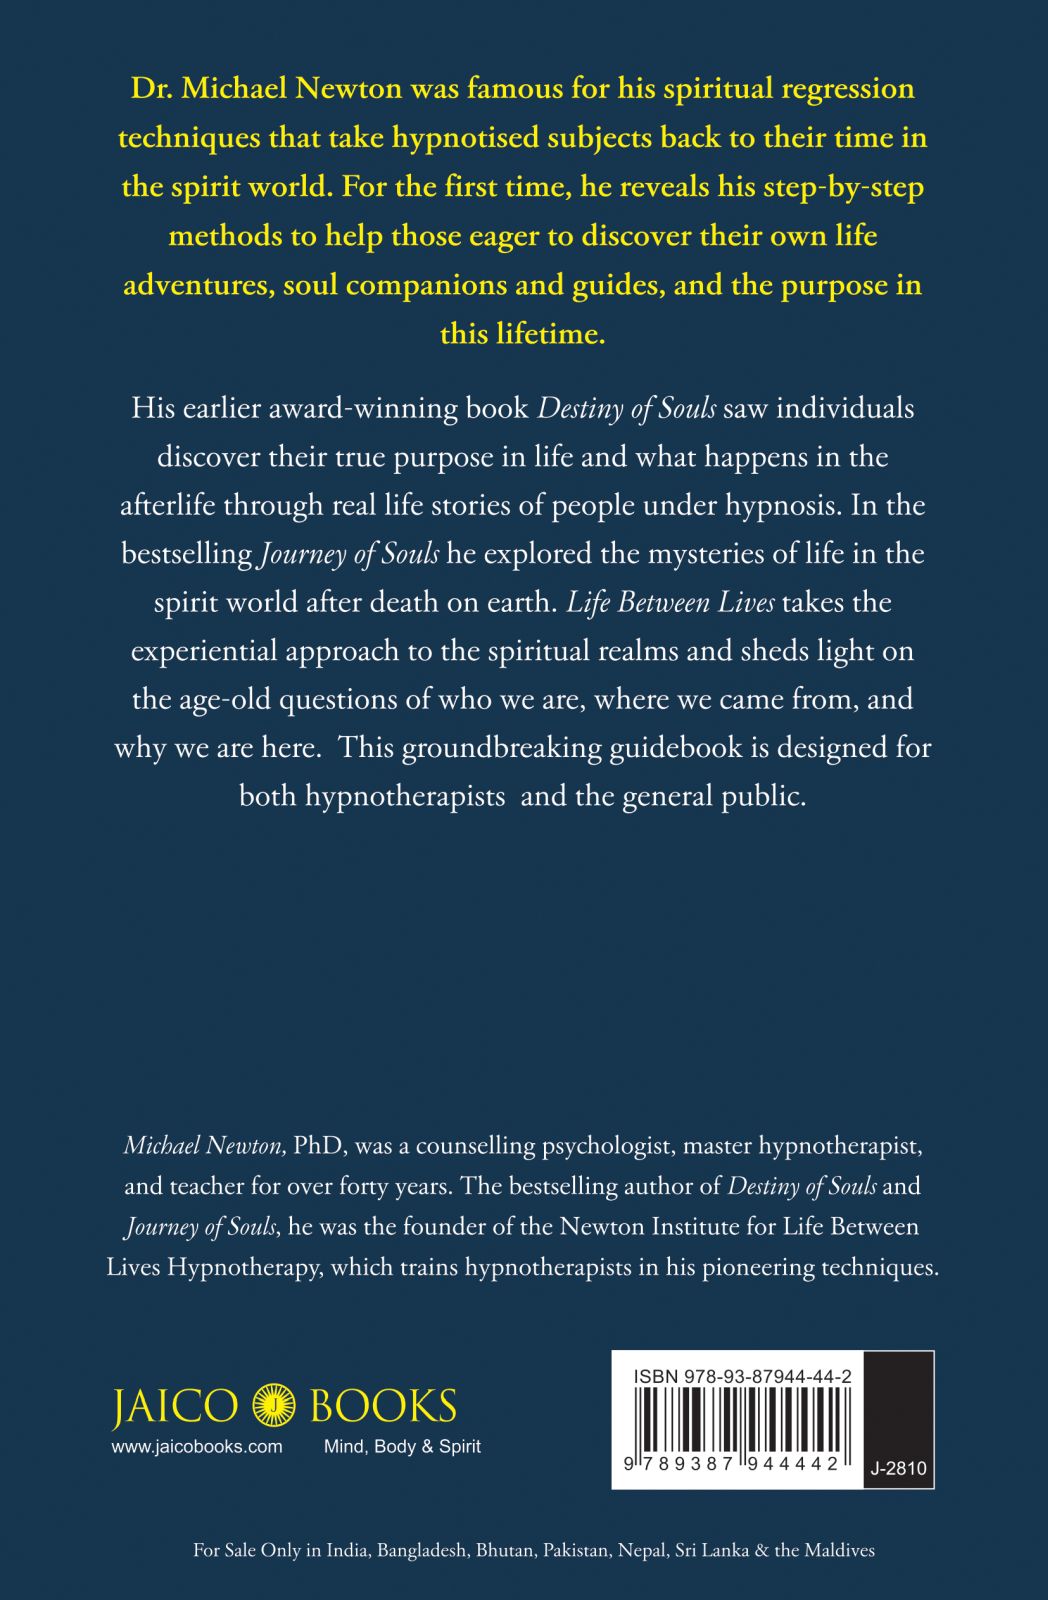 Dr. Michael Newton was famous for his spiritual regression
techniques that take hypnotised subjects back to their time in
the spirit world. For the first time, he reveals his step-by-step
methods to help those eager to discover their own life
adventures, soul companions and guides, and the purpose in
this lifetime.
His earlier award-winning book Destiny of Souls saw individuals
discover their true purpose in life and what happens in the
afterlife through real life stories of people under hypnosis. In the
bestselling Journey of Souls he explored the mysteries of life in the
spirit world after death on earth. Life Between Lives takes the
experiential approach to the spiritual realms and sheds light on
the age-old questions of who we are, where we came from, and
why we are here.  This groundbreaking guidebook is designed for
both hypnotherapists  and the general public.
Michael Newton, PhD, was a counselling psychologist, master hypnotherapist,
and teacher for over forty years. The bestselling author of Destiny of Souls and
Journey of Souls, he was the founder of the Newton Institute for Life Between
Lives Hypnotherapy, which trains hypnotherapists in his pioneering techniques.
JAICO J BOOKS
www.jaicobooks.com Mind, Body & Spirit
ISBN 978-93-87944-44-2
9 789387 944442
J-2810
For Sale Only in India, Bangladesh, Bhutan, Pakistan, Nepal, Sri Lanka & the Maldives